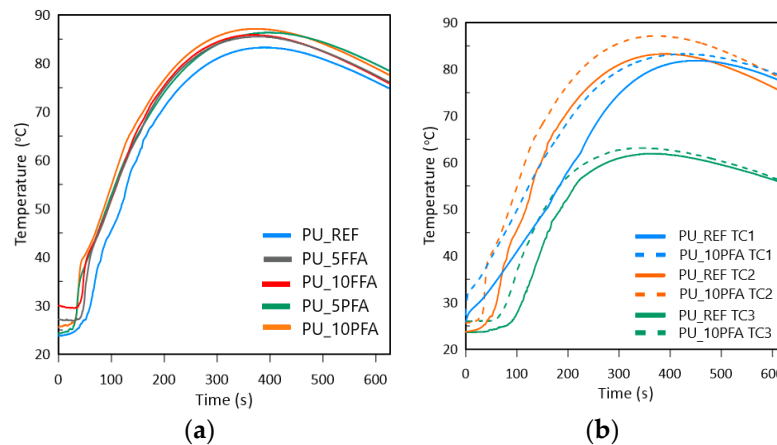 90
80
70
60
50
40
30
20
0
100
200
300
400
500
600
Temperature (°C)
Time (s)
PU_REF
PU_5FFA
PU_10FFA
PU_5PFA
PU_10PFA
(a)
90
80
70
60
50
40
30
20
0
100
200
300
400
500
600
Temperature (°C)
Time (s)
PU_REF TC1
PU_10PFA TC1
PU_REF TC2
PU_10PFA TC2
PU_REF TC3
PU_10PFA TC3
(b)